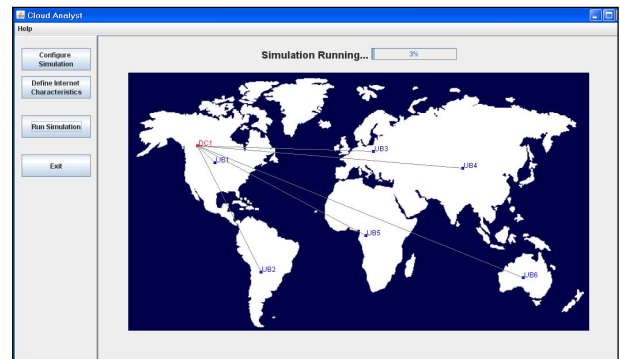 Cloud Analyst
Help
Configure
Simulation
Define Internet
Characteristics
Run Simulation
Exit
Simulation Running... 3%
DC1
UB1
UB3
UB4
UB5
UB2
UB6